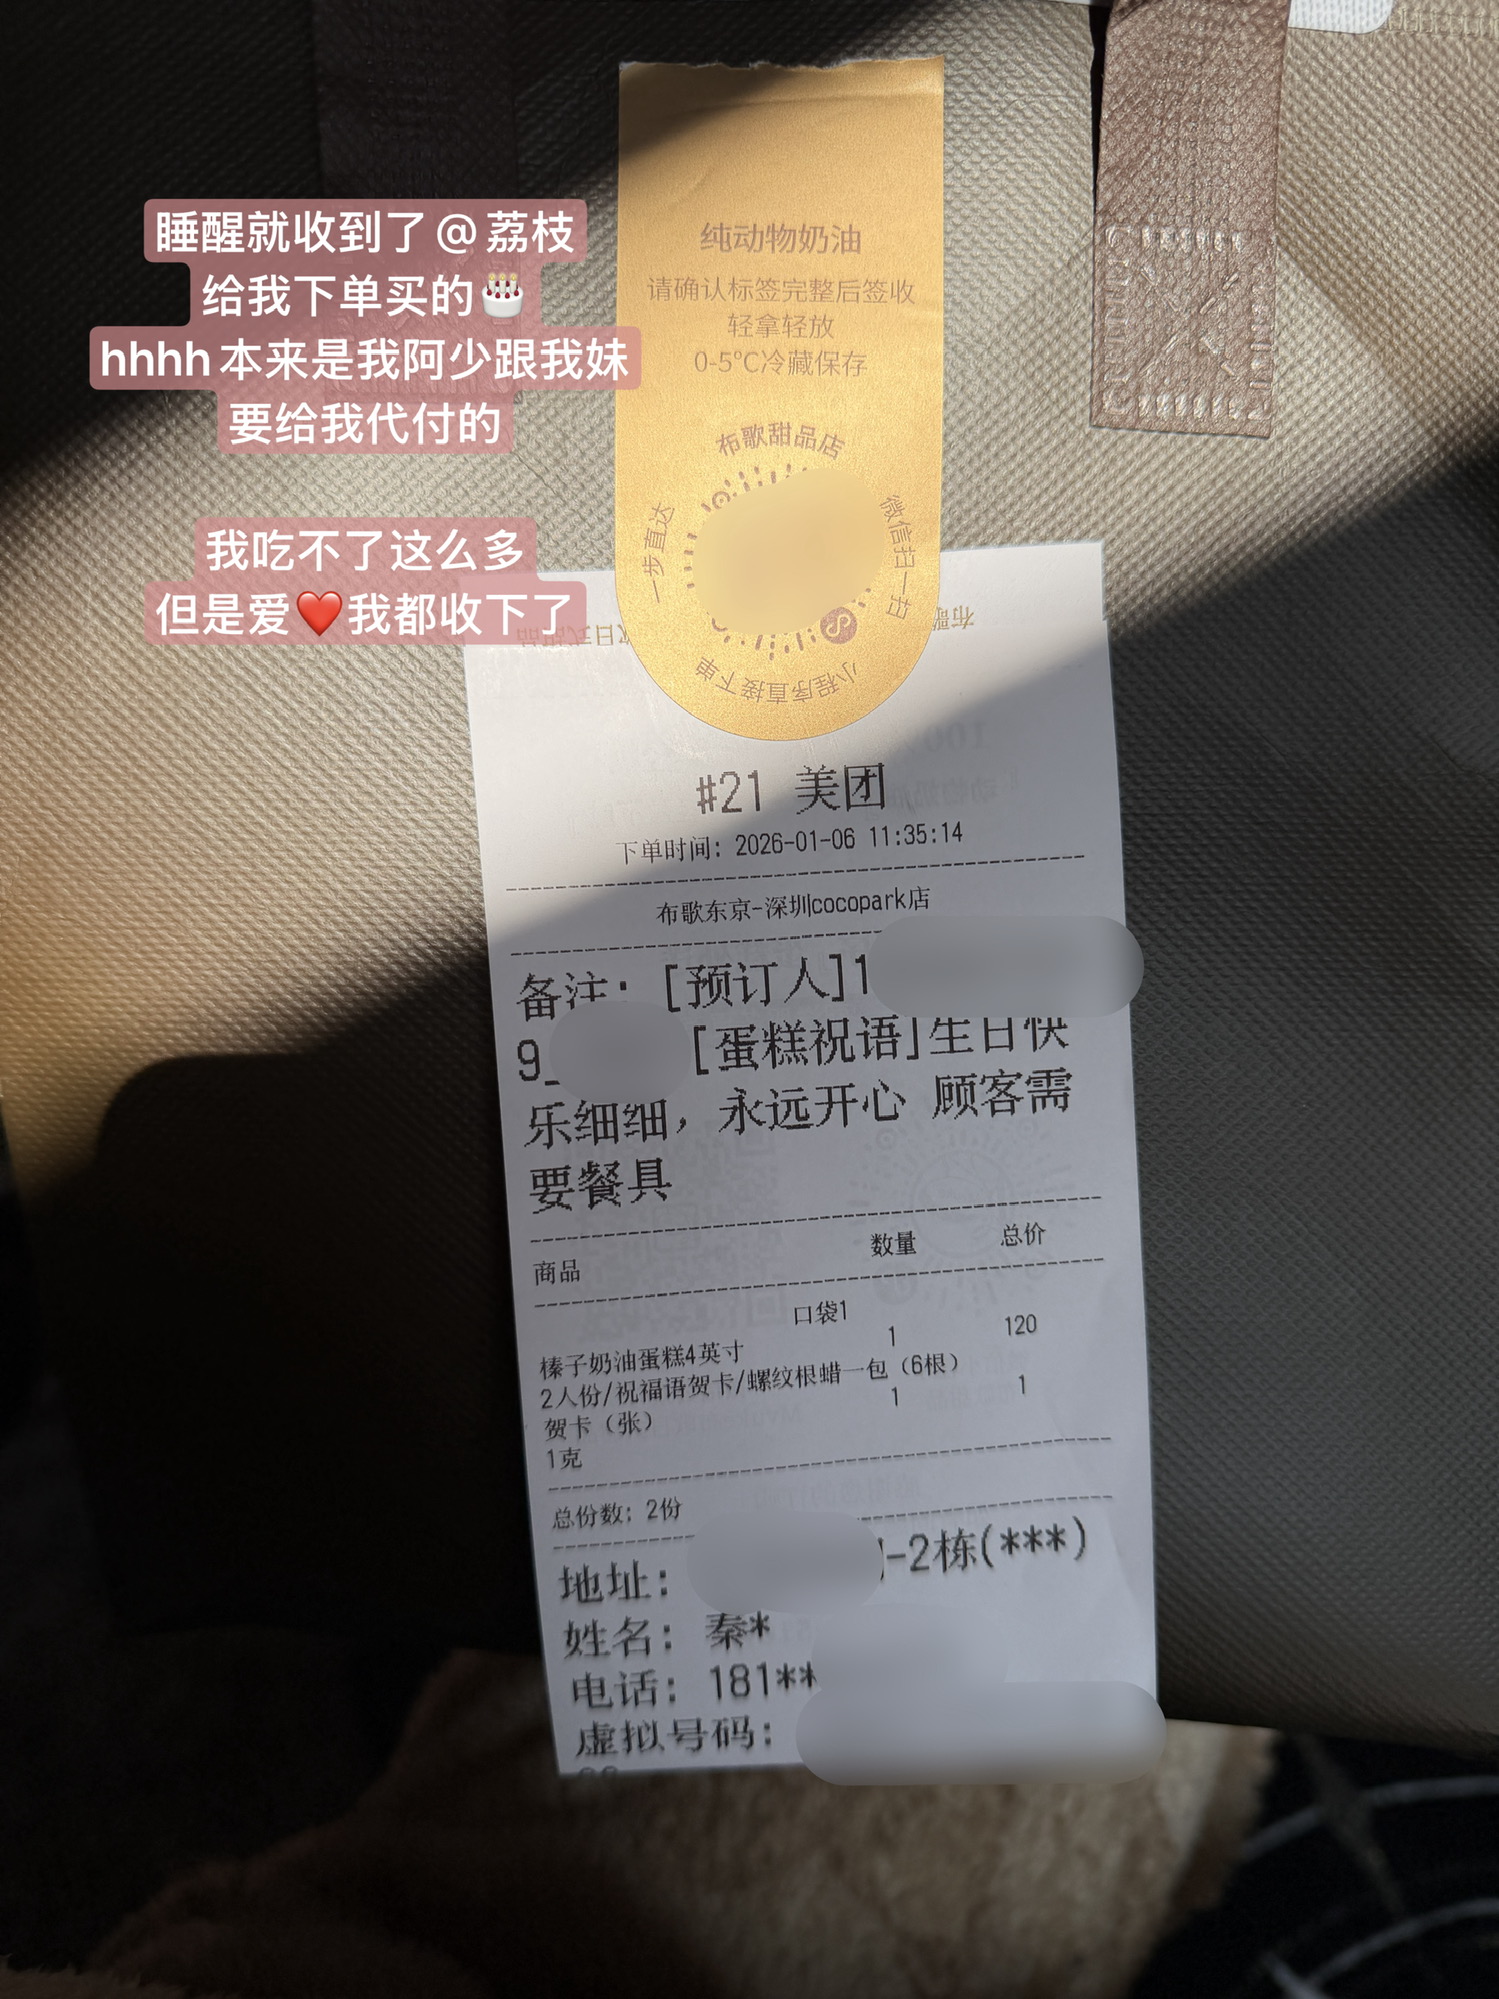 睡醒就收到了@荔枝
给我下单买的🎂
hhhh本来是我阿少跟我妹
要给我代付的
我吃不了这么多
但是爱❤️我都收下了
纯动物奶油
请确认标签完整后签收
轻拿轻放
0-5℃冷藏保存
布歌甜品店
一步直达
微信扫一扫
小程序直接下单
#21 美团
下单时间: 2026-01-06 11:35:14
布歌东京-深圳cocopark店
备注: [预订人]1
9_ [蛋糕祝语]生日快
乐细细，永远开心 顾客需
要餐具
商品 数量 总价
口袋1
榛子奶油蛋糕4英寸 1 120
2人份/祝福语贺卡/螺纹根蜡一包（6根）
贺卡（张） 1 1
1克
总份数: 2份
地址: -2栋(***)
姓名: 秦*
电话: 181**
虚拟号码: